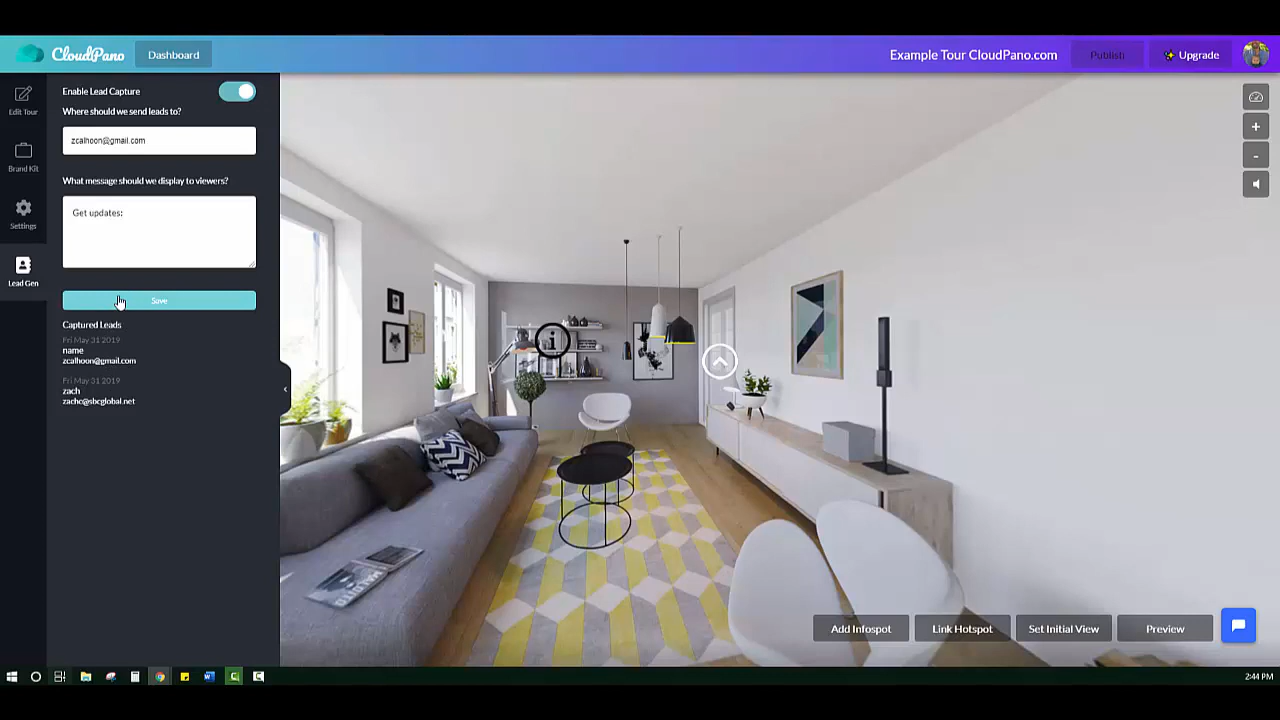 CloudPano
Dashboard
Example Tour CloudPano.com
Publish
Upgrade
Edit Tour
Brand Kit
Settings
Lead Gen
Enable Lead Capture
Where should we send leads to?
zcalhoon@gmail.com
What message should we display to viewers?
Get updates:
Save
Captured Leads
Fri May 31 2019
name
zcalhoon@gmail.com
Fri May 31 2019
zach
zachc@sbcglobal.net
Add Infospot
Link Hotspot
Set Initial View
Preview
2:44 PM